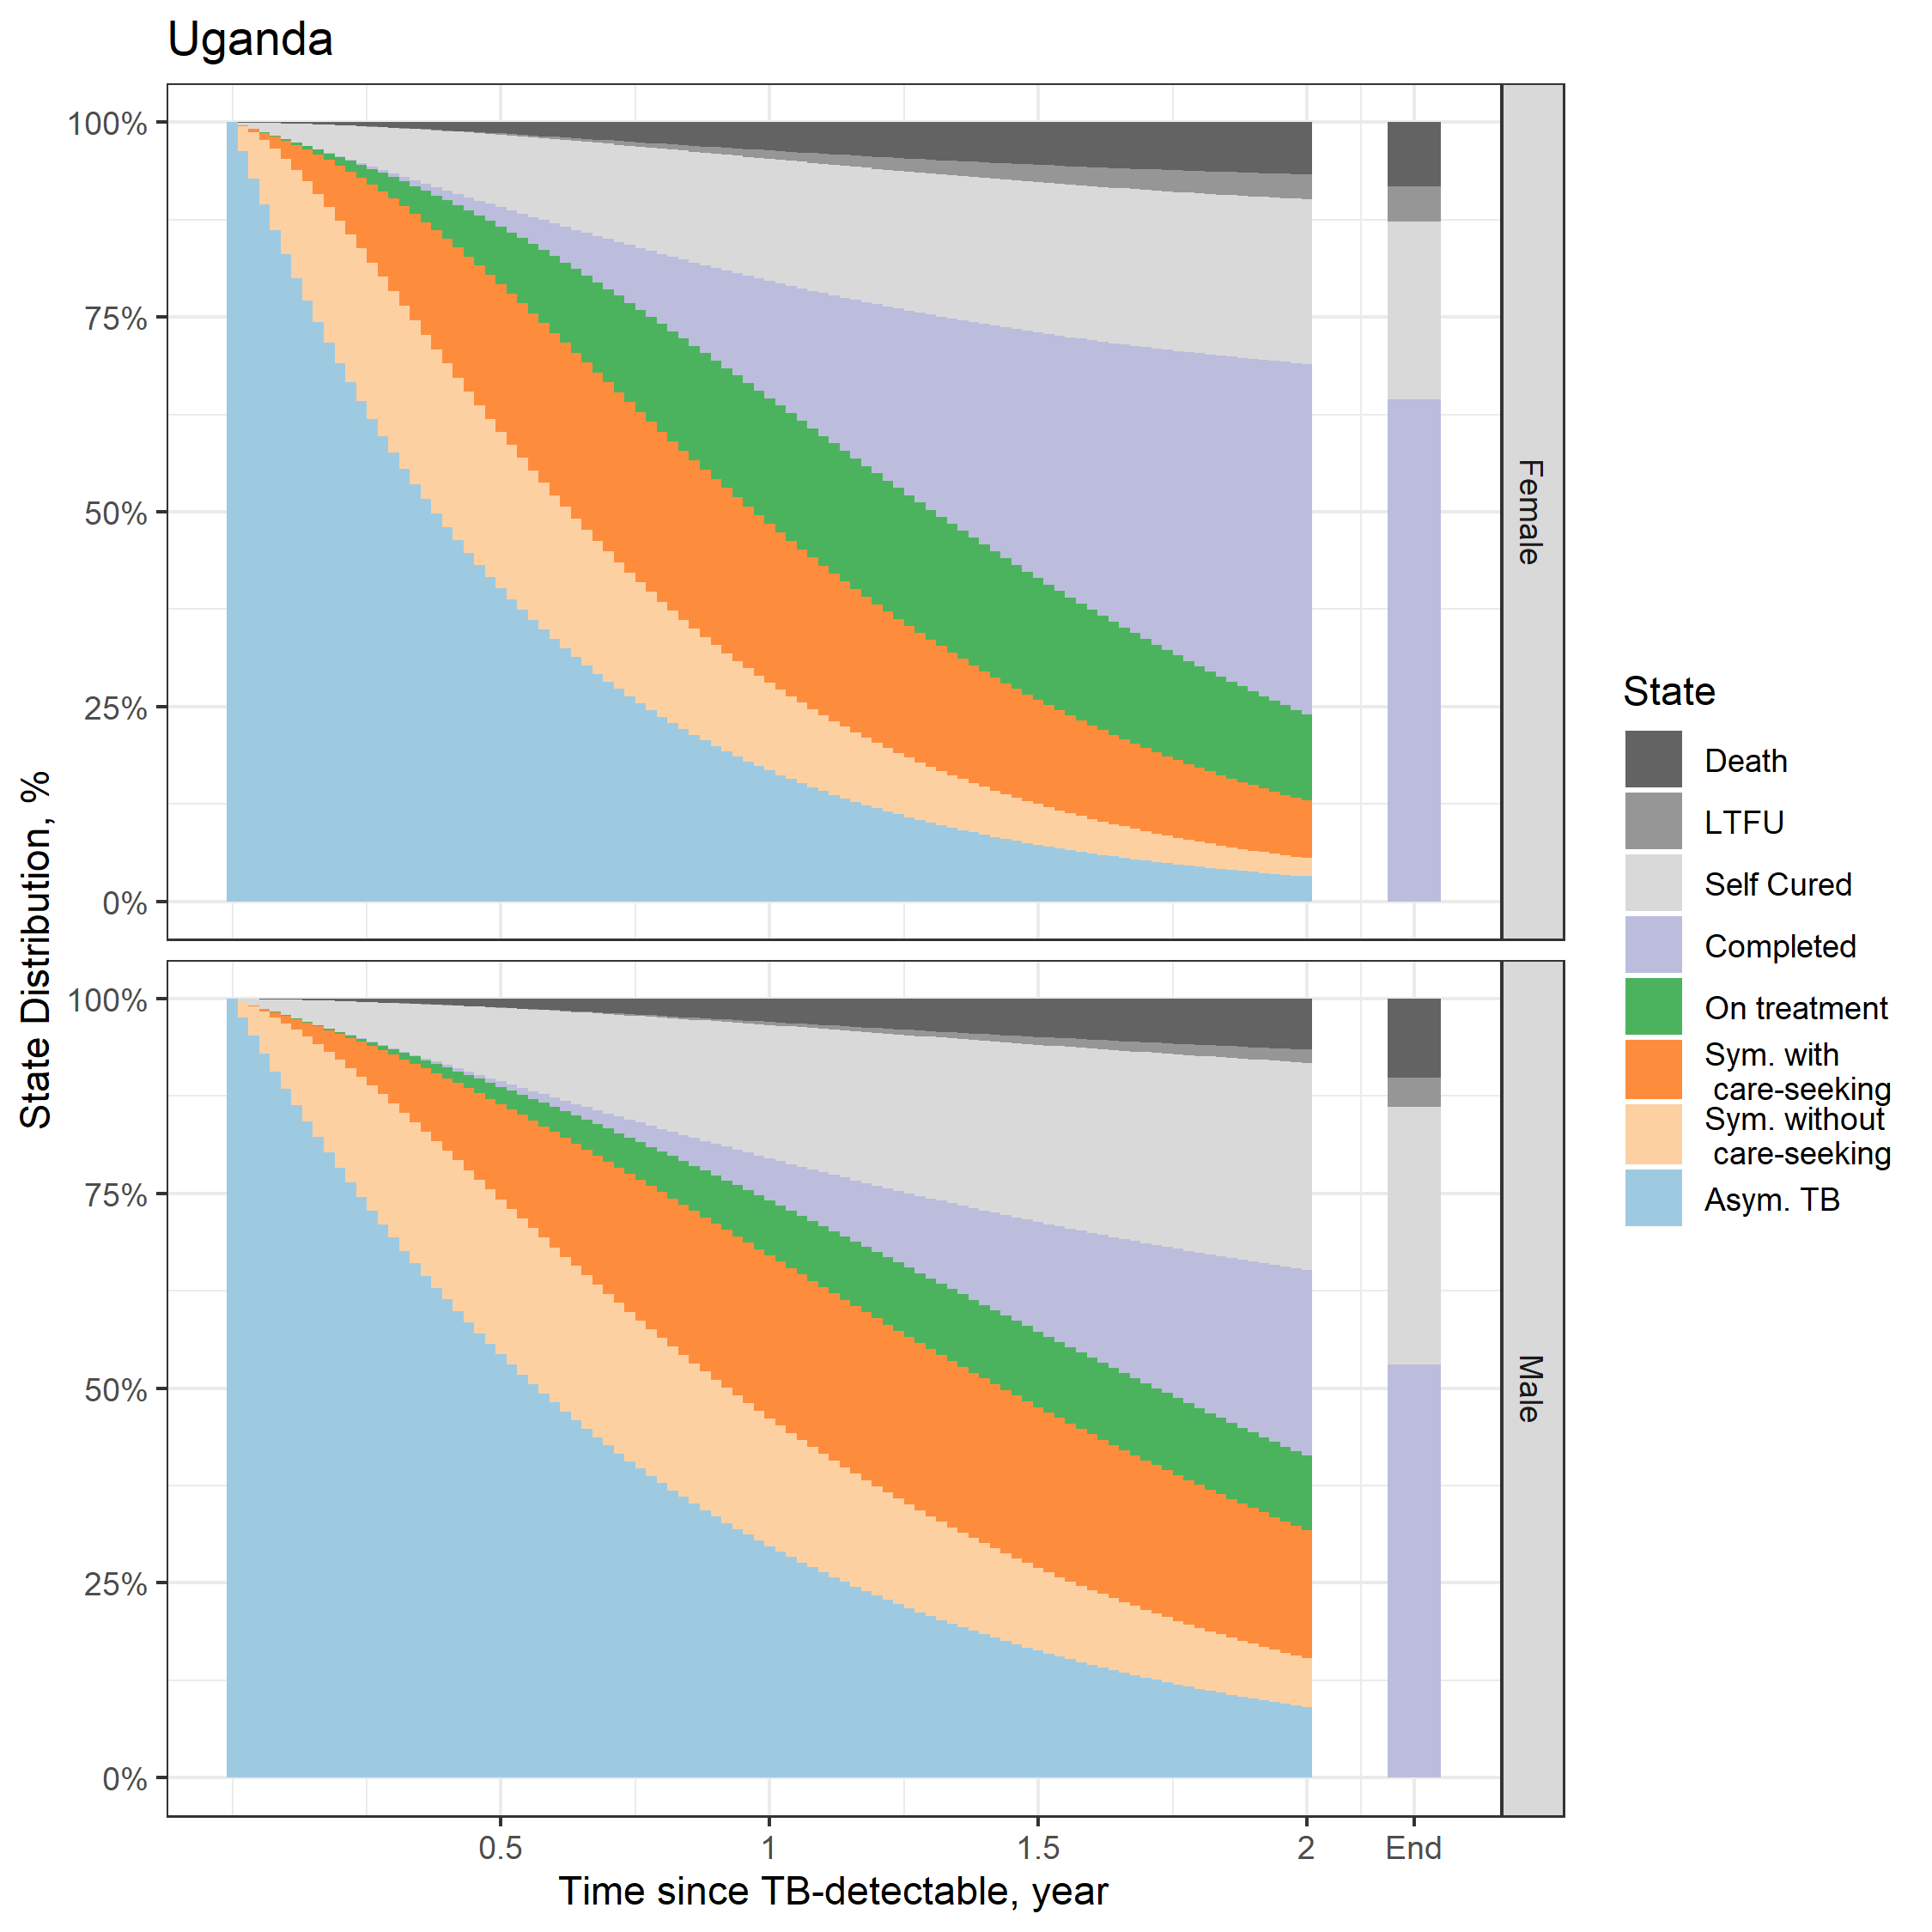 Uganda
State Distribution, %
100%
75%
50%
25%
0%
Female
100%
75%
50%
25%
0%
Male
0.5
1
1.5
2
End
Time since TB-detectable, year
State
Death
LTFU
Self Cured
Completed
On treatment
Sym. with
care-seeking
Sym. without
care-seeking
Asym. TB